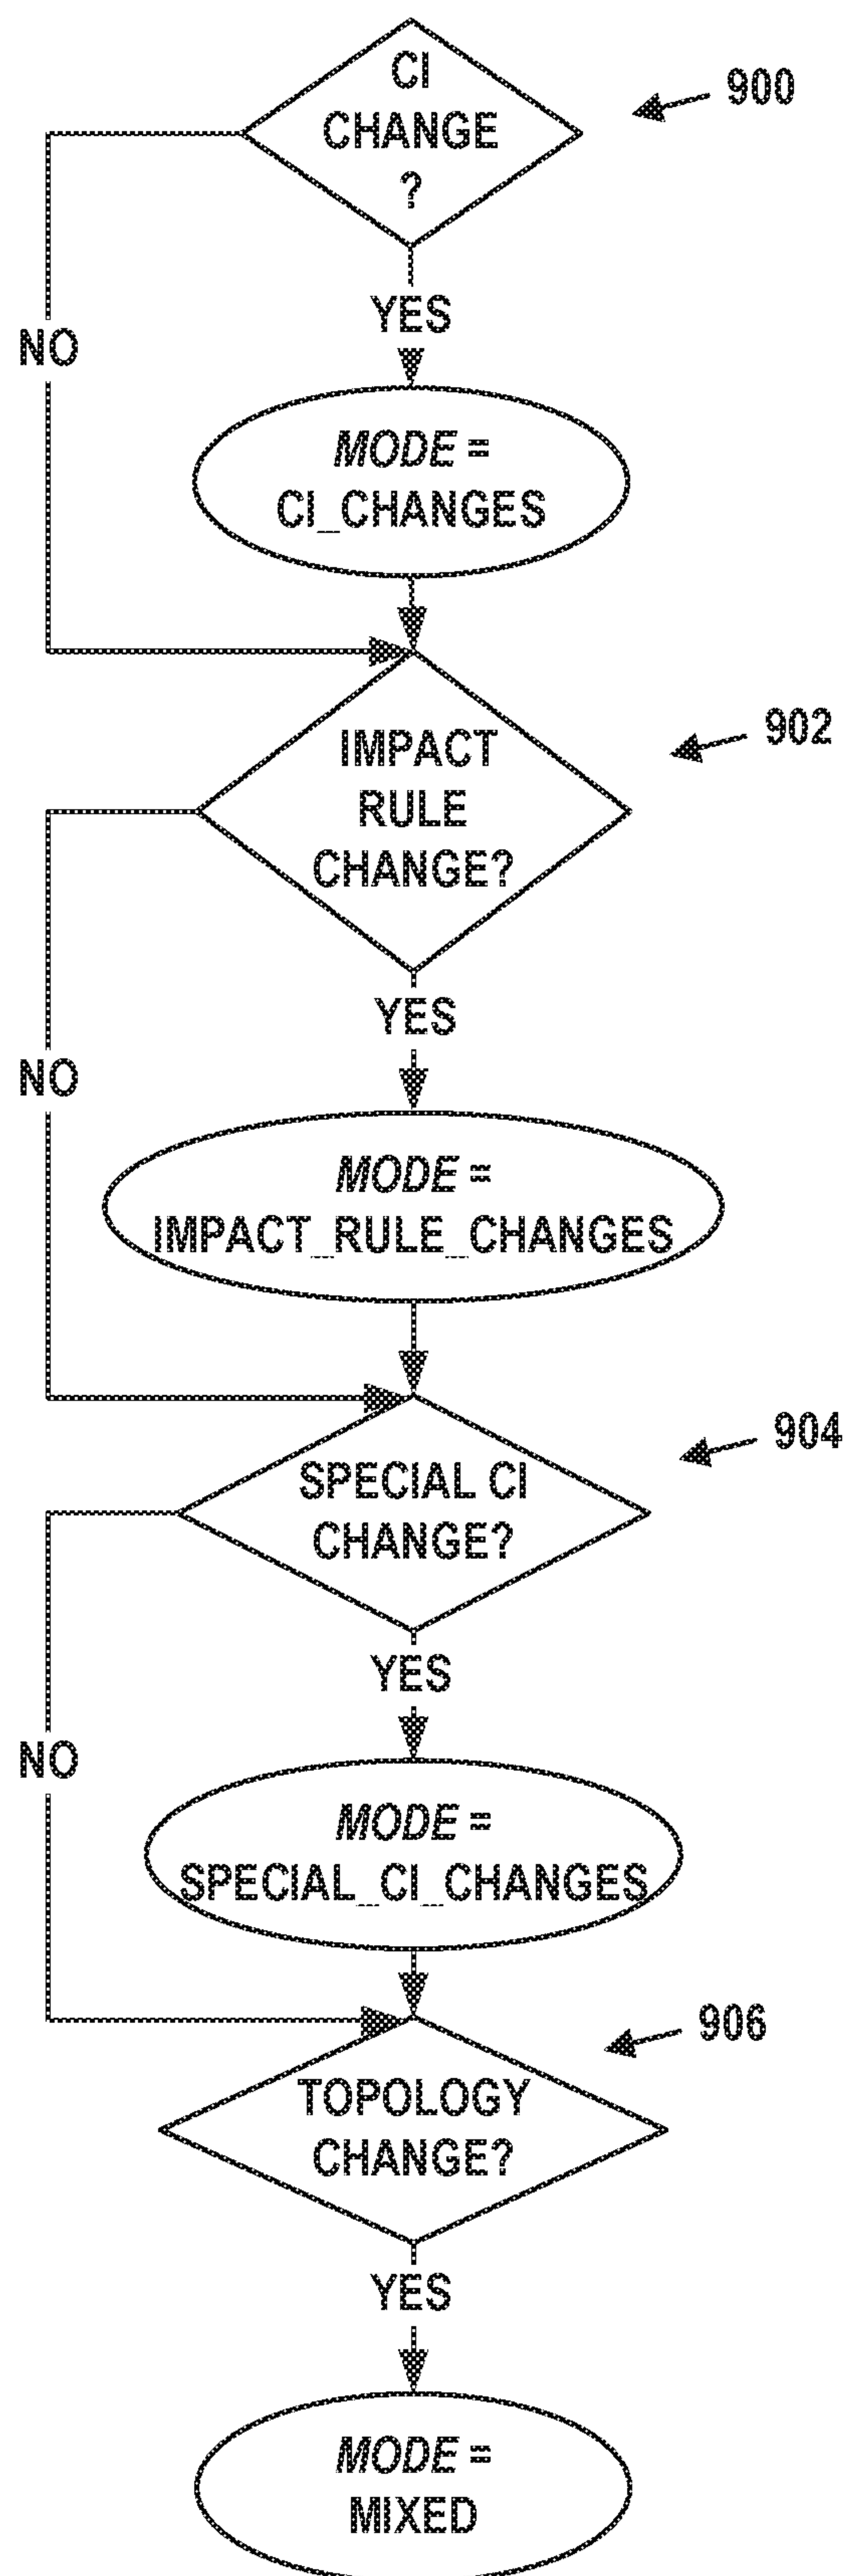 CI
CHANGE
?
900
YES
NO
MODE =
CI_CHANGES
IMPACT
RULE
CHANGE?
902
YES
NO
MODE =
IMPACT_RULE_CHANGES
SPECIAL CI
CHANGE?
904
YES
NO
MODE =
SPECIAL_CI_CHANGES
TOPOLOGY
CHANGE?
906
YES
MODE =
MIXED